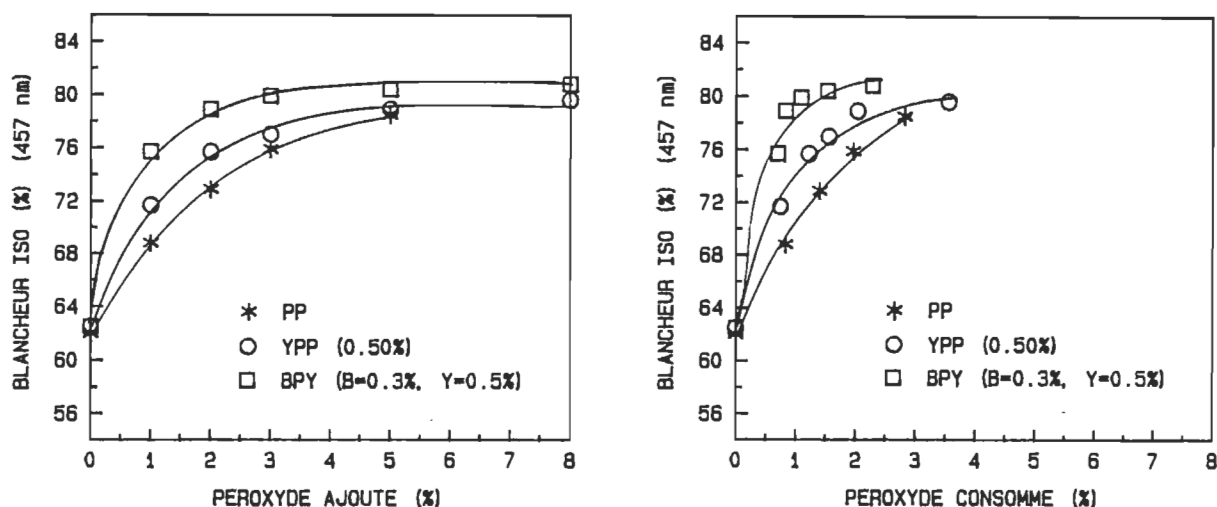 BLANCHEUR ISO (%) (457 nm)
84
80
76
72
68
64
60
56
PP
YPP (0.50%)
BPY (B=0.3%, Y=0.5%)
0 1 2 3 4 5 6 7 8
PEROXYDE AJOUTE (%)
BLANCHEUR ISO (%) (457 nm)
84
80
76
72
68
64
60
56
PP
YPP (0.50%)
BPY (B=0.3%, Y=0.5%)
0 1 2 3 4 5 6 7 8
PEROXYDE CONSOMME (%)